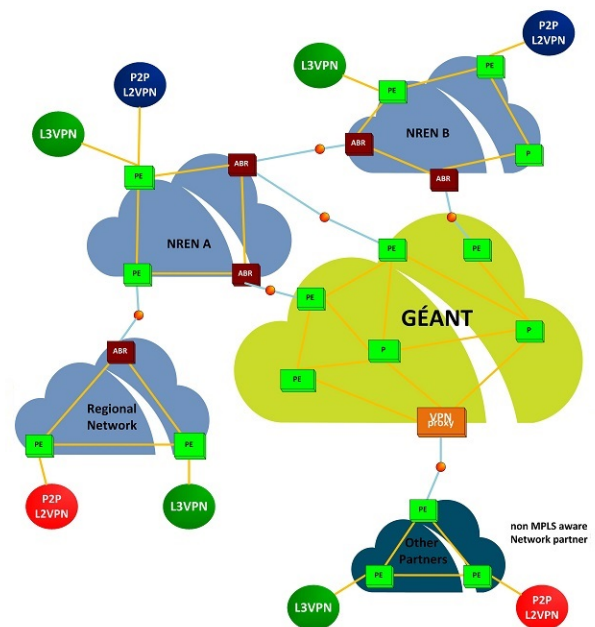 P2P
L2VPN
L3VPN
PE
PE
P2P
L2VPN
L3VPN
ABR
NREN B
P
ABR
ABR
PE
NREN A
PE
ABR
PE
PE
PE
GÉANT
P
P
PE
VPN
proxy
ABR
Regional
Network
PE
PE
P2P
L2VPN
L3VPN
PE
Other
Partners
PE
PE
non MPLS aware
Network partner
L3VPN
P2P
L2VPN